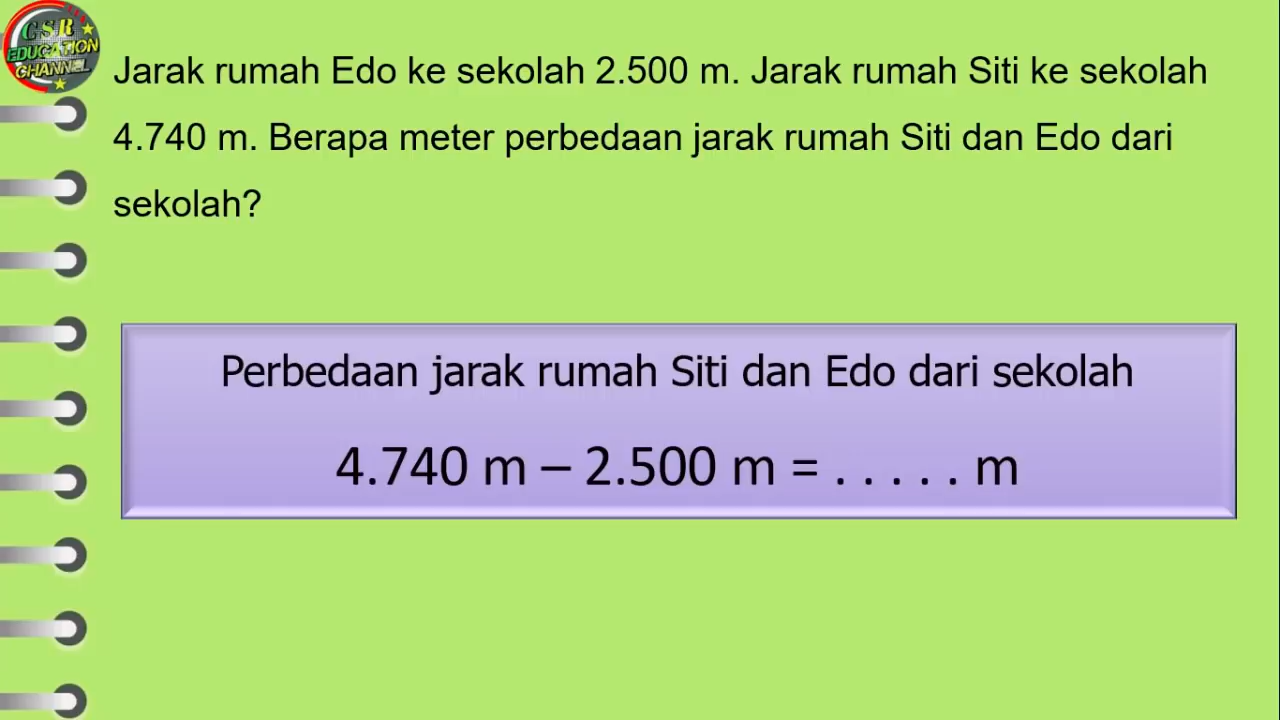 CSR
EDUCATION
CHANNEL
Jarak rumah Edo ke sekolah 2.500 m. Jarak rumah Siti ke sekolah
4.740 m. Berapa meter perbedaan jarak rumah Siti dan Edo dari
sekolah?
Perbedaan jarak rumah Siti dan Edo dari sekolah
4.740 m – 2.500 m = . . . . . m